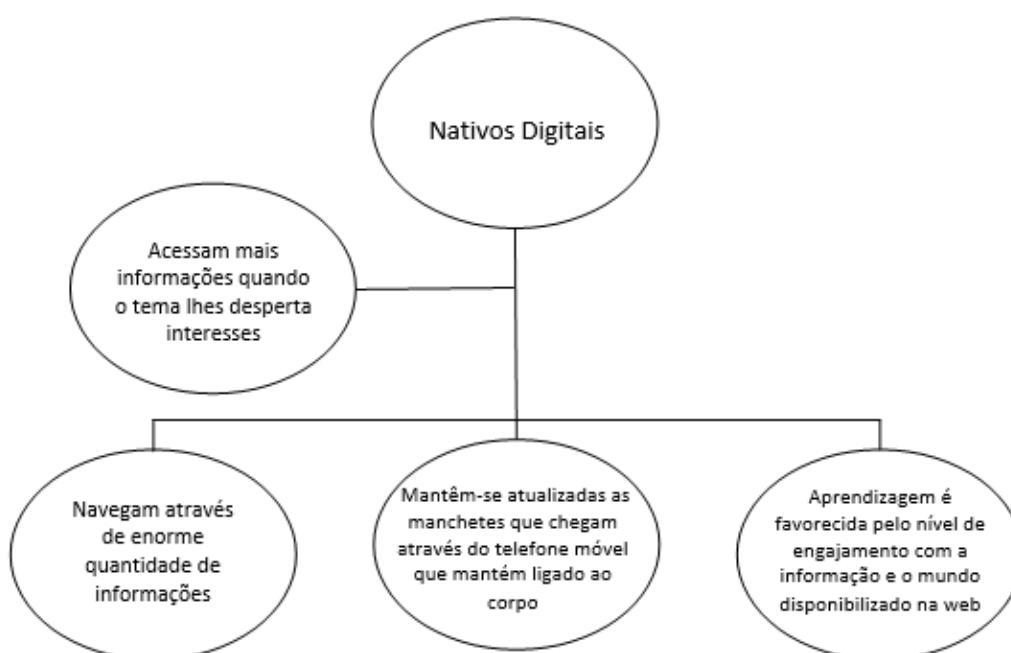 Nativos Digitais
Acessam mais
informações quando
o tema lhes desperta
interesses
Navegam através
de enorme
quantidade de
informações
Mantêm-se atualizadas as
manchetes que chegam
através do telefone móvel
que mantém ligado ao
corpo
Aprendizagem é
favorecida pelo nível de
engajamento com a
informação e o mundo
disponibilizado na web